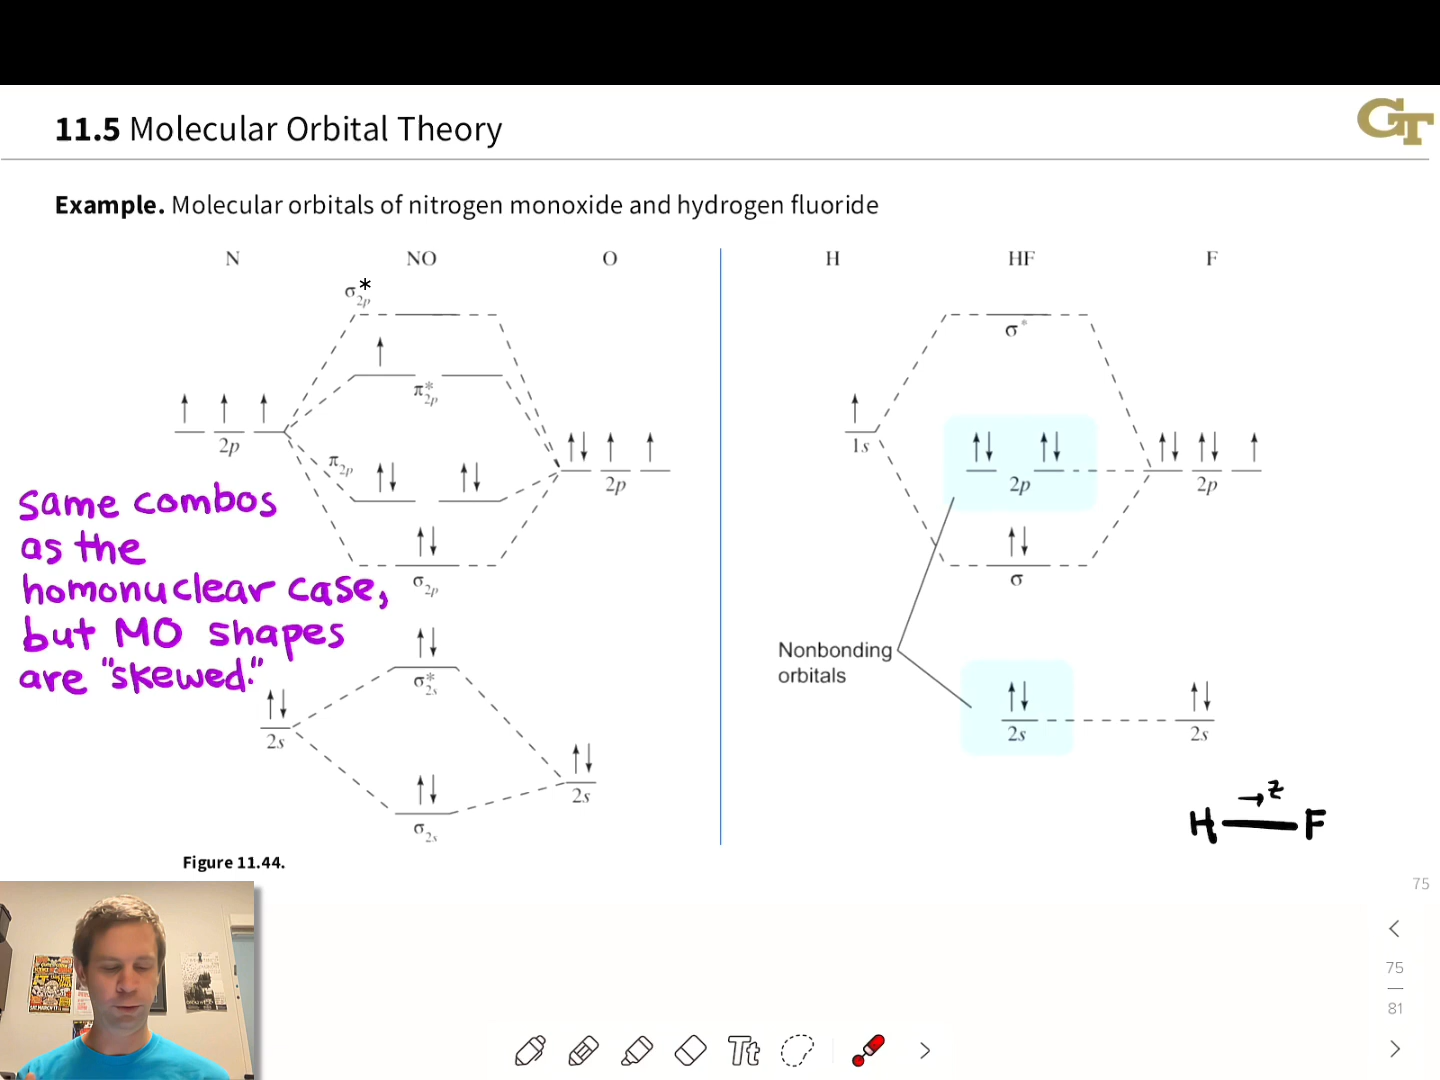 11.5 Molecular Orbital Theory
GT
Example. Molecular orbitals of nitrogen monoxide and hydrogen fluoride
N NO O
σ*2p
π*2p
2p
π2p
2p
σ2p
σ*2s
2s
2s
σ2s
Figure 11.44.
same combos
as the
homonuclear case,
but MO shapes
are "skewed."
H HF F
σ*
1s
2p 2p
σ
Nonbonding
orbitals
2s 2s
→z
H — F
75
75
81
Tt